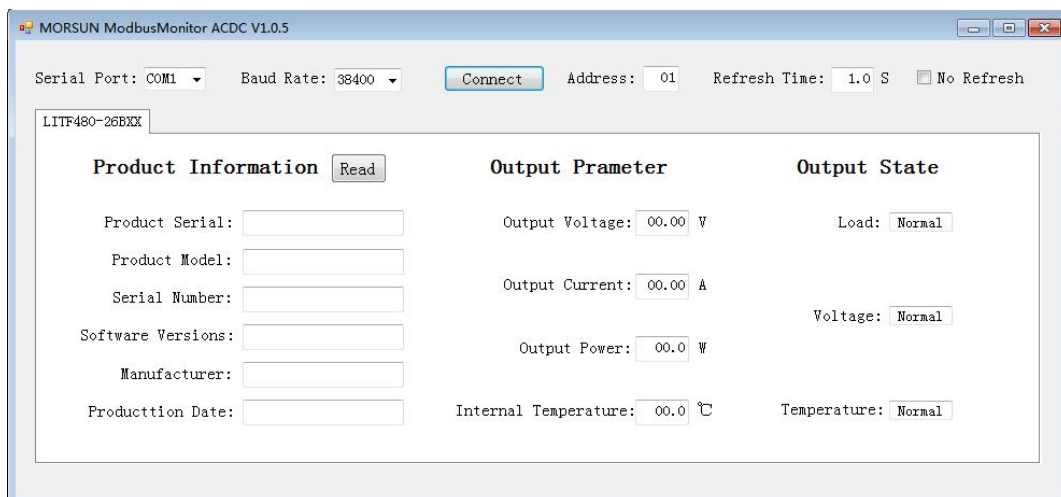 MORSUN ModbusMonitor ACDC V1.0.5
Serial Port: COM1 Baud Rate: 38400 Connect Address: 01 Refresh Time: 1.0 S No Refresh
LITF480-26BXX
Product Information Read Output Prameter Output State
Product Serial: Output Voltage: 00.00 V Load: Normal
Product Model:
Serial Number: Output Current: 00.00 A
Voltage: Normal
Software Versions:
Output Power: 00.0 W
Manufacturer:
Producttion Date: Internal Temperature: 00.0 ℃ Temperature: Normal